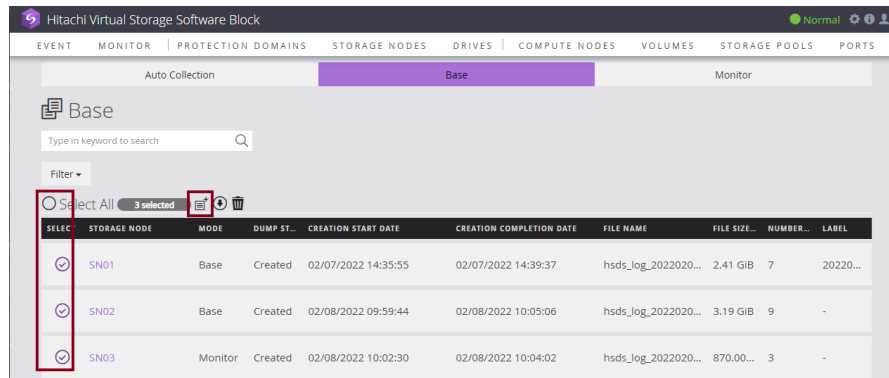 Hitachi Virtual Storage Software Block Normal
EVENT MONITOR PROTECTION DOMAINS STORAGE NODES DRIVES COMPUTE NODES VOLUMES STORAGE POOLS PORTS
Auto Collection Base Monitor
Base
Type in keyword to search
Filter
Select All 3 selected
SELECT STORAGE NODE MODE DUMP ST... CREATION START DATE CREATION COMPLETION DATE FILE NAME FILE SIZE... NUMBER... LABEL
SN01 Base Created 02/07/2022 14:35:55 02/07/2022 14:39:37 hsds_log_2022020... 2.41 GiB 7 20220...
SN02 Base Created 02/08/2022 09:59:44 02/08/2022 10:05:06 hsds_log_2022020... 3.19 GiB 9 -
SN03 Monitor Created 02/08/2022 10:02:30 02/08/2022 10:04:02 hsds_log_2022020... 870.00... 3 -